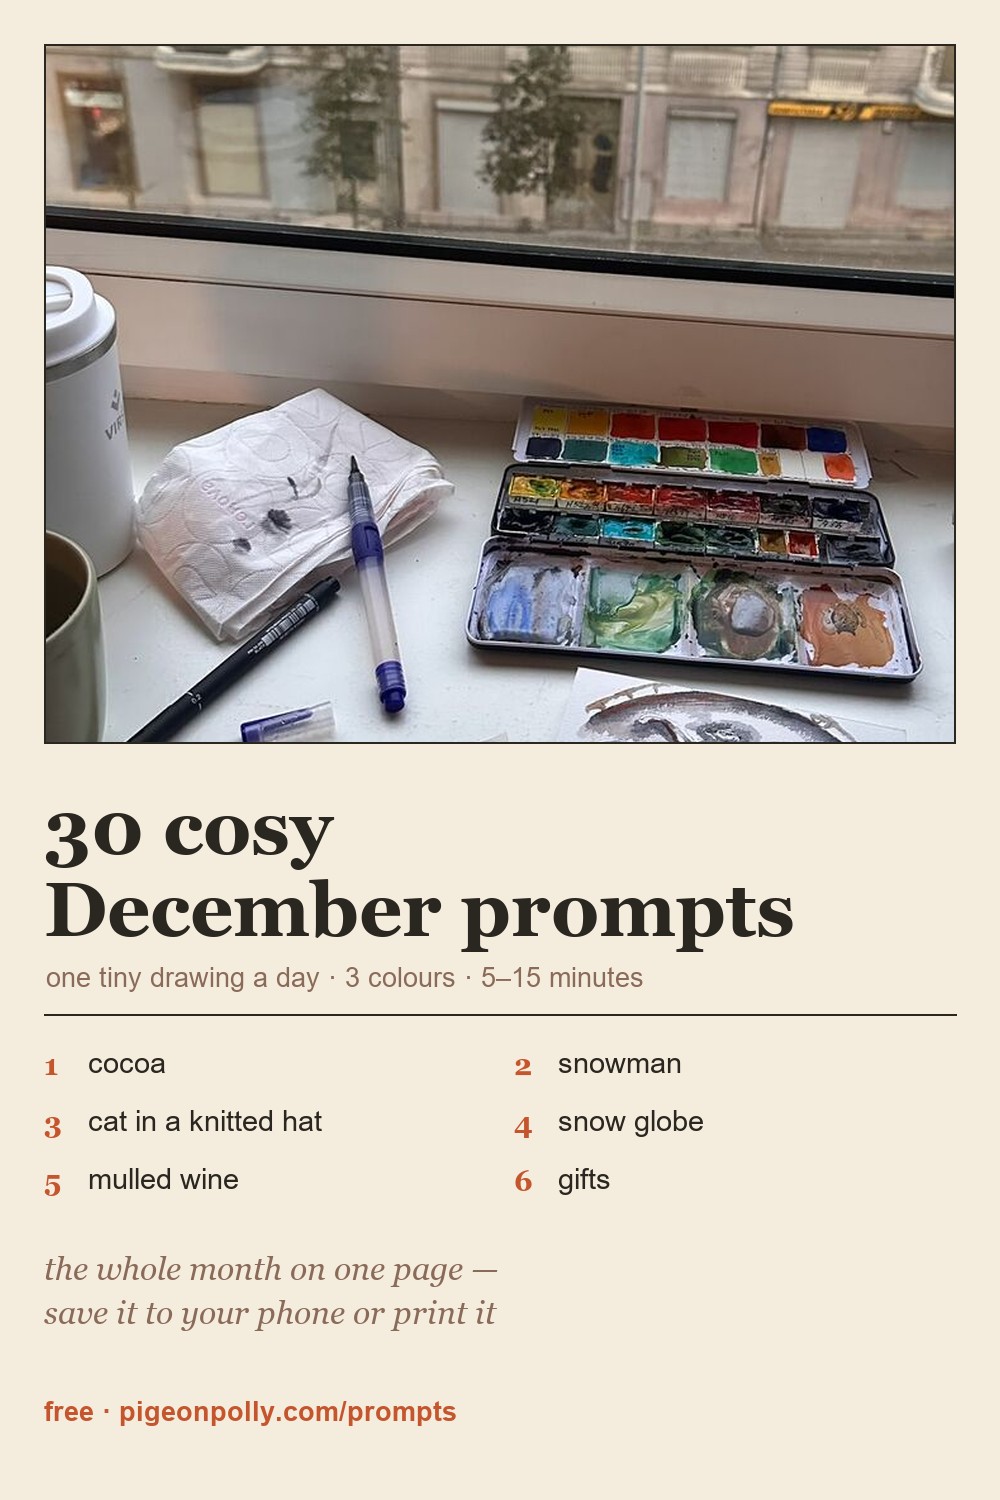 30 cosy
December prompts
one tiny drawing a day · 3 colours · 5–15 minutes
1 cocoa
2 snowman
3 cat in a knitted hat
4 snow globe
5 mulled wine
6 gifts
the whole month on one page —
save it to your phone or print it
free · pigeonpolly.com/prompts